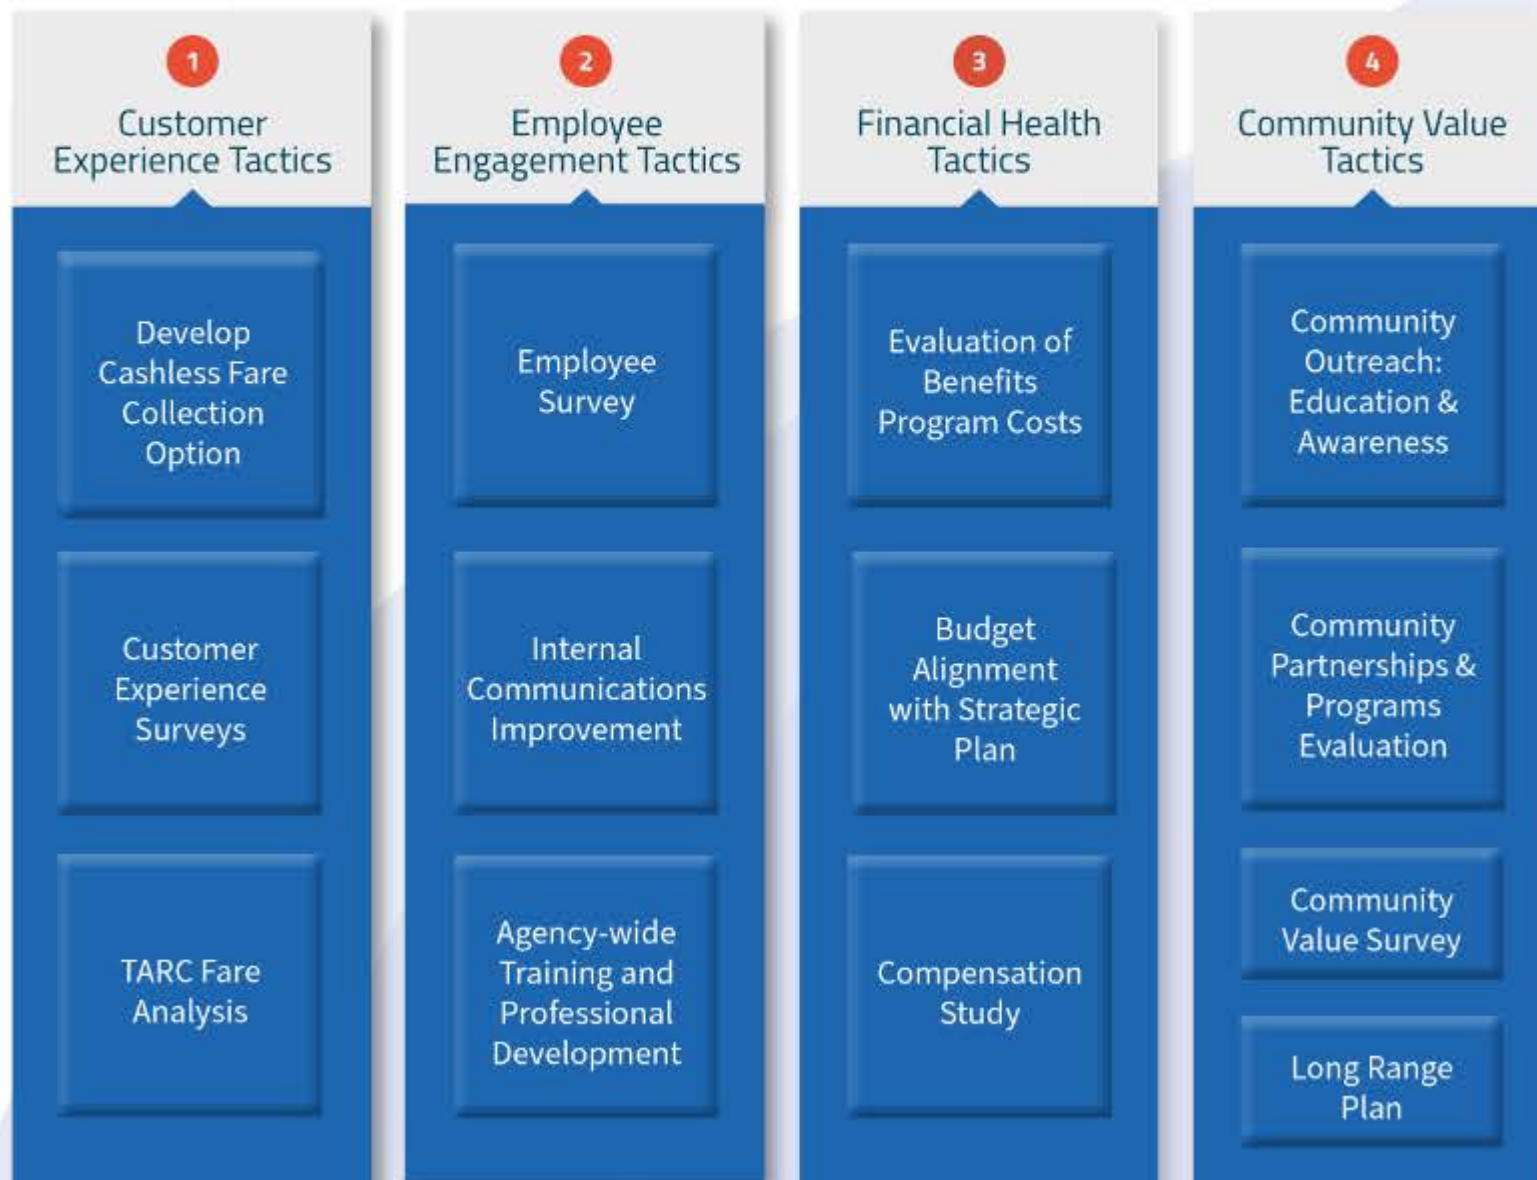 1
Customer
Experience Tactics
Develop
Cashless Fare
Collection
Option
Customer
Experience
Surveys
TARC Fare
Analysis
2
Employee
Engagement Tactics
Employee
Survey
Internal
Communications
Improvement
Agency-wide
Training and
Professional
Development
3
Financial Health
Tactics
Evaluation of
Benefits
Program Costs
Budget
Alignment
with Strategic
Plan
Compensation
Study
4
Community Value
Tactics
Community
Outreach:
Education &
Awareness
Community
Partnerships &
Programs
Evaluation
Community
Value Survey
Long Range
Plan